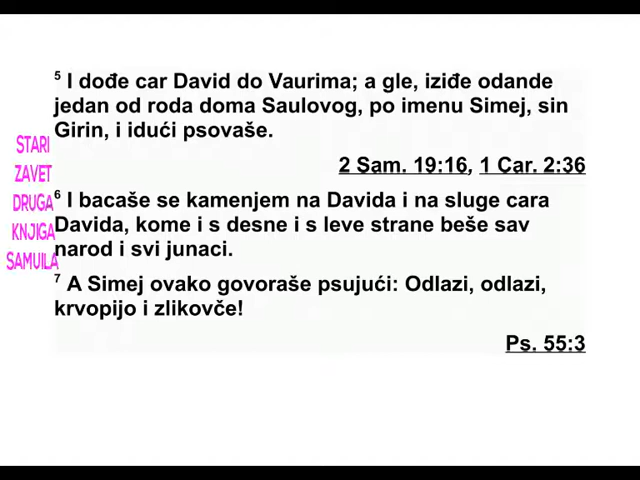 STARI
ZAVET
DRUGA
KNJIGA
SAMUILA
5 I dođe car David do Vaurima; a gle, iziđe odande
jedan od roda doma Saulovog, po imenu Simej, sin
Girin, i idući psovaše.
2 Sam. 19:16, 1 Car. 2:36
6 I bacaše se kamenjem na Davida i na sluge cara
Davida, kome i s desne i s leve strane beše sav
narod i svi junaci.
7 A Simej ovako govoraše psujući: Odlazi, odlazi,
krvopijo i zlikovče!
Ps. 55:3